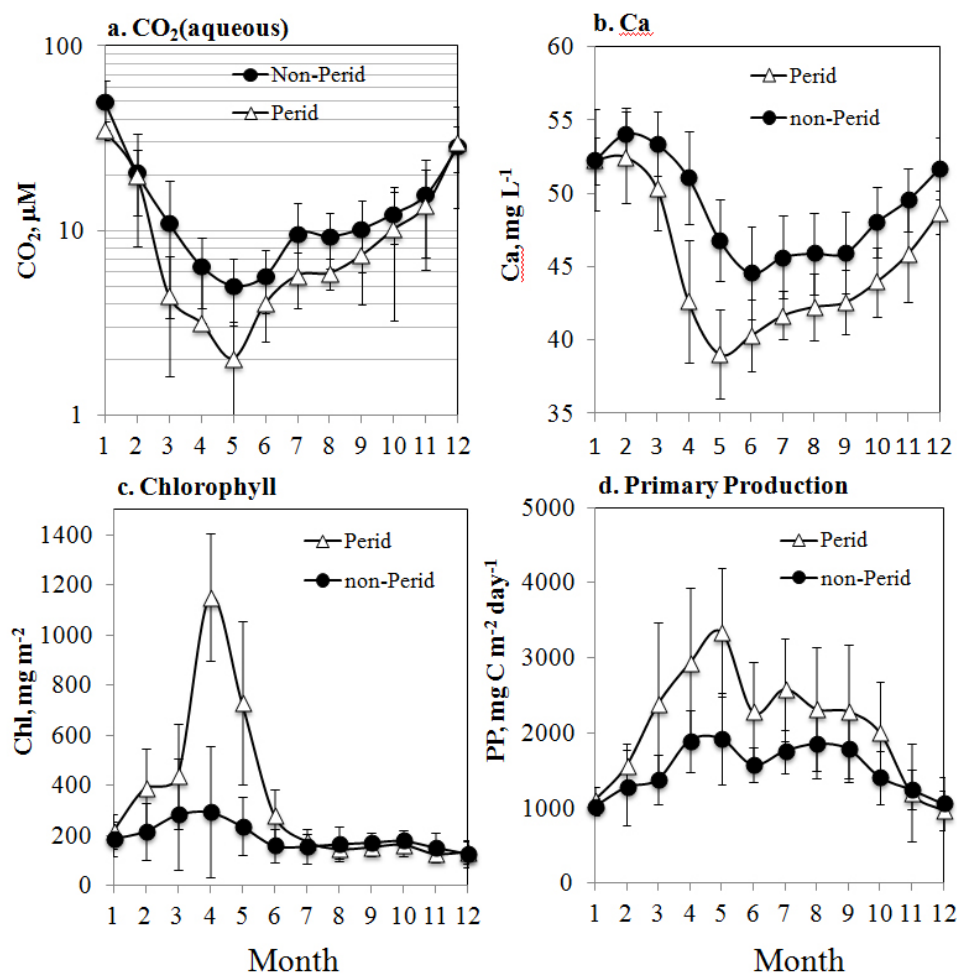 a. CO2(aqueous)
100
10
1
CO2, µM
Non-Perid
Perid
1 2 3 4 5 6 7 8 9 10 11 12
b. Ca
60
55
50
45
40
35
Ca, mg L-1
Perid
non-Perid
1 2 3 4 5 6 7 8 9 10 11 12
c. Chlorophyll
1400
1200
1000
800
600
400
200
0
Chl, mg m-2
Perid
non-Perid
1 2 3 4 5 6 7 8 9 10 11 12
Month
d. Primary Production
5000
4000
3000
2000
1000
0
PP, mg C m-2 day-1
Perid
non-Perid
1 2 3 4 5 6 7 8 9 10 11 12
Month